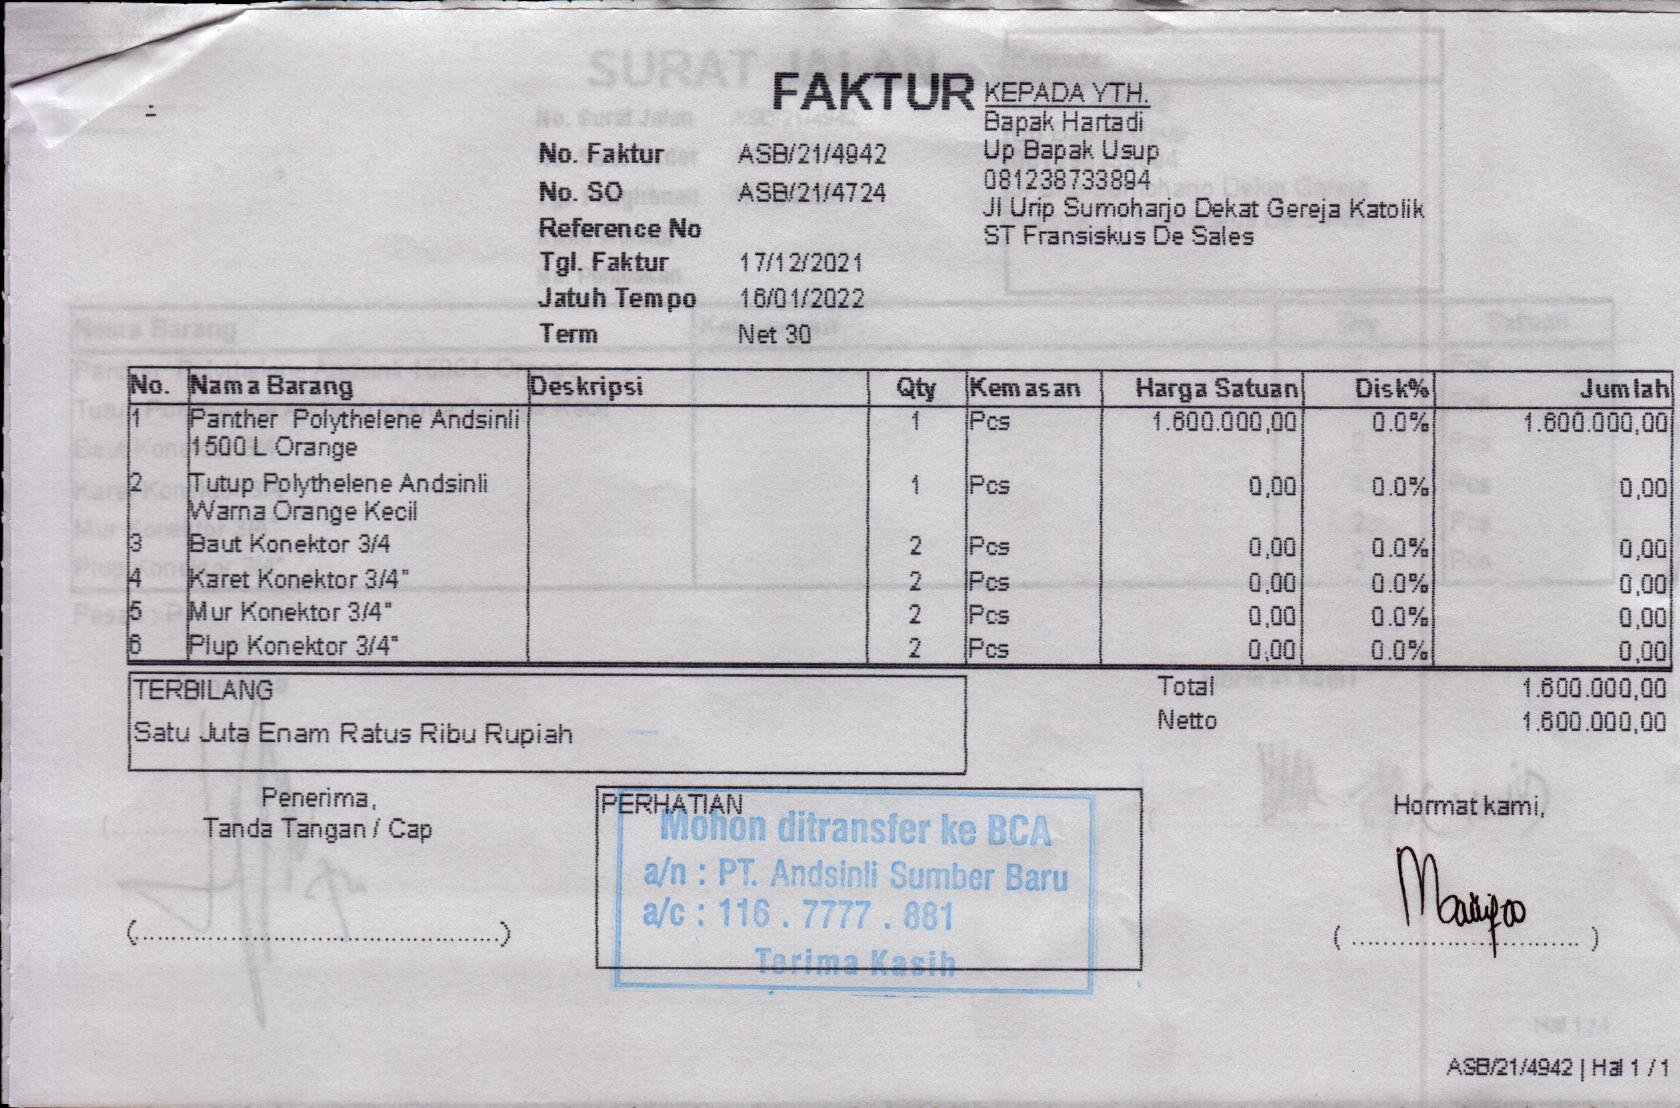 FAKTUR
No. Faktur ASB/21/4942
No. SO ASB/21/4724
Reference No
Tgl. Faktur 17/12/2021
Jatuh Tempo 16/01/2022
Term Net 30
KEPADA YTH.
Bapak Hartadi
Up Bapak Usup
081238733894
Jl Urip Sumoharjo Dekat Gereja Katolik
ST Fransiskus De Sales
No. Nama Barang Deskripsi Qty Kemasan Harga Satuan Disk% Jumlah
1 Panther Polythelene Andsinli 1 Pcs 1.600.000,00 0.0% 1.600.000,00
1500 L Orange
2 Tutup Polythelene Andsinli 1 Pcs 0,00 0.0% 0,00
Warna Orange Kecil
3 Baut Konektor 3/4 2 Pcs 0,00 0.0% 0,00
4 Karet Konektor 3/4" 2 Pcs 0,00 0.0% 0,00
5 Mur Konektor 3/4" 2 Pcs 0,00 0.0% 0,00
6 Plup Konektor 3/4" 2 Pcs 0,00 0.0% 0,00
TERBILANG
Satu Juta Enam Ratus Ribu Rupiah
Total 1.600.000,00
Netto 1.600.000,00
Penerima,
Tanda Tangan / Cap
(..........................................)
PERHATIAN
Mohon ditransfer ke BCA
a/n : PT. Andsinli Sumber Baru
a/c : 116 . 7777 . 881
Terima Kasih
Hormat kami,
( .............................. )
ASB/21/4942 | Hal 1 / 1